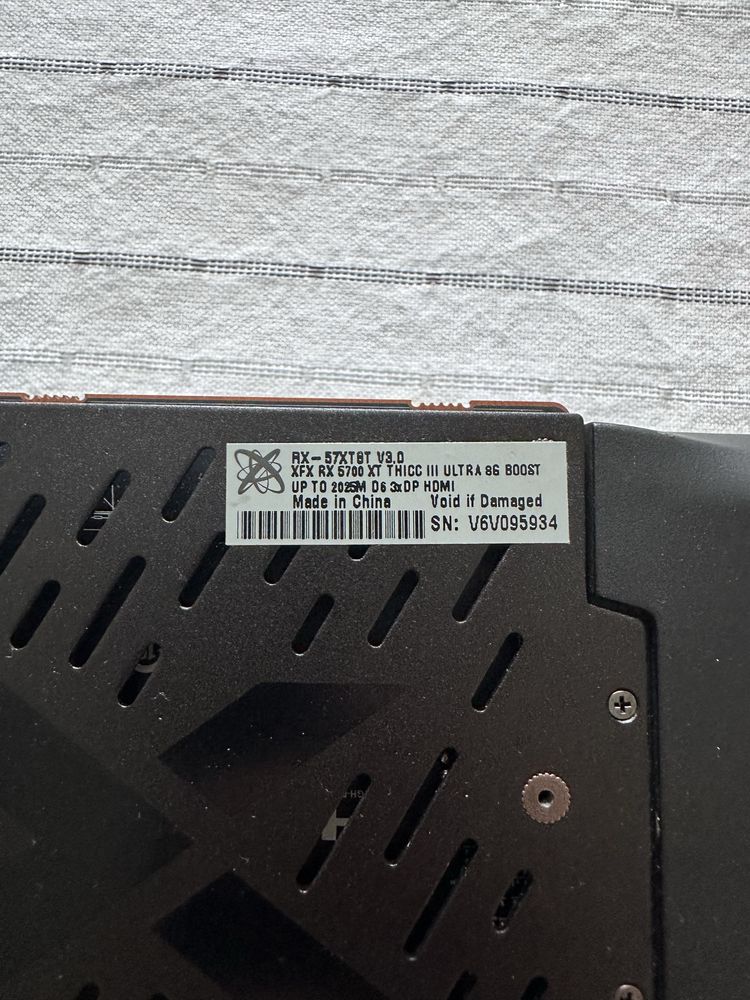 RX-57XT8T V3.0
XFX RX 5700 XT THICC III ULTRA 8G BOOST
UP TO 2025M D6 3xDP HDMI
Made in China Void if Damaged
SN: V6V095934